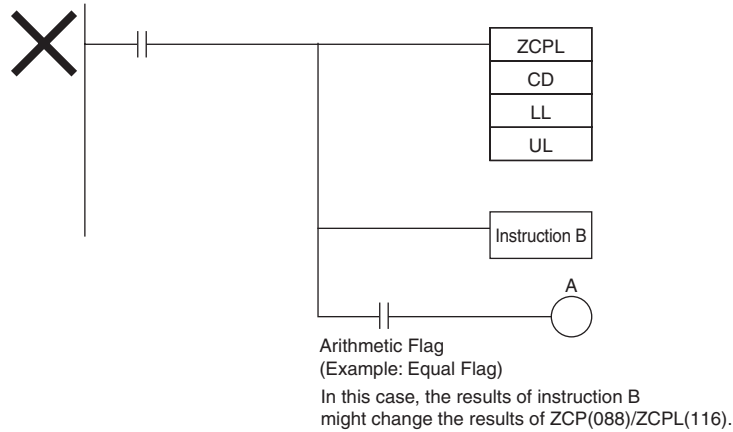 ZCPL
CD
LL
UL
Instruction B
A
Arithmetic Flag
(Example: Equal Flag)
In this case, the results of instruction B
might change the results of ZCP(088)/ZCPL(116).